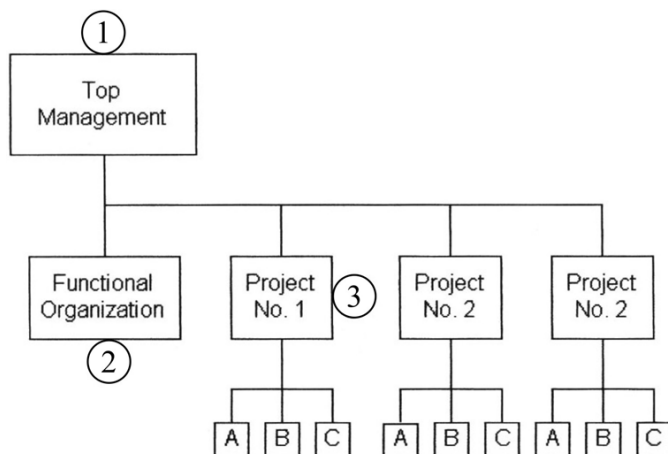 1
Top
Management
Functional
Organization
2
Project
No. 1
3
Project
No. 2
Project
No. 2
A B C A B C A B C